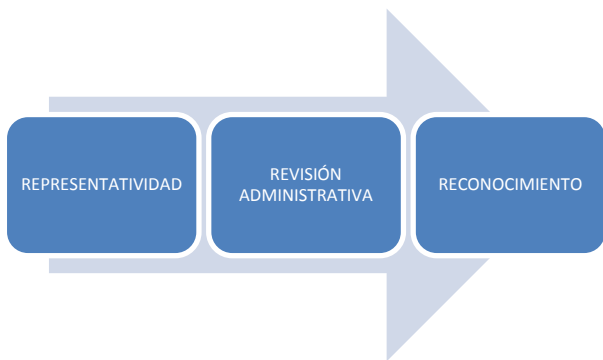 REPRESENTATIVIDAD
REVISIÓN
ADMINISTRATIVA
RECONOCIMIENTO